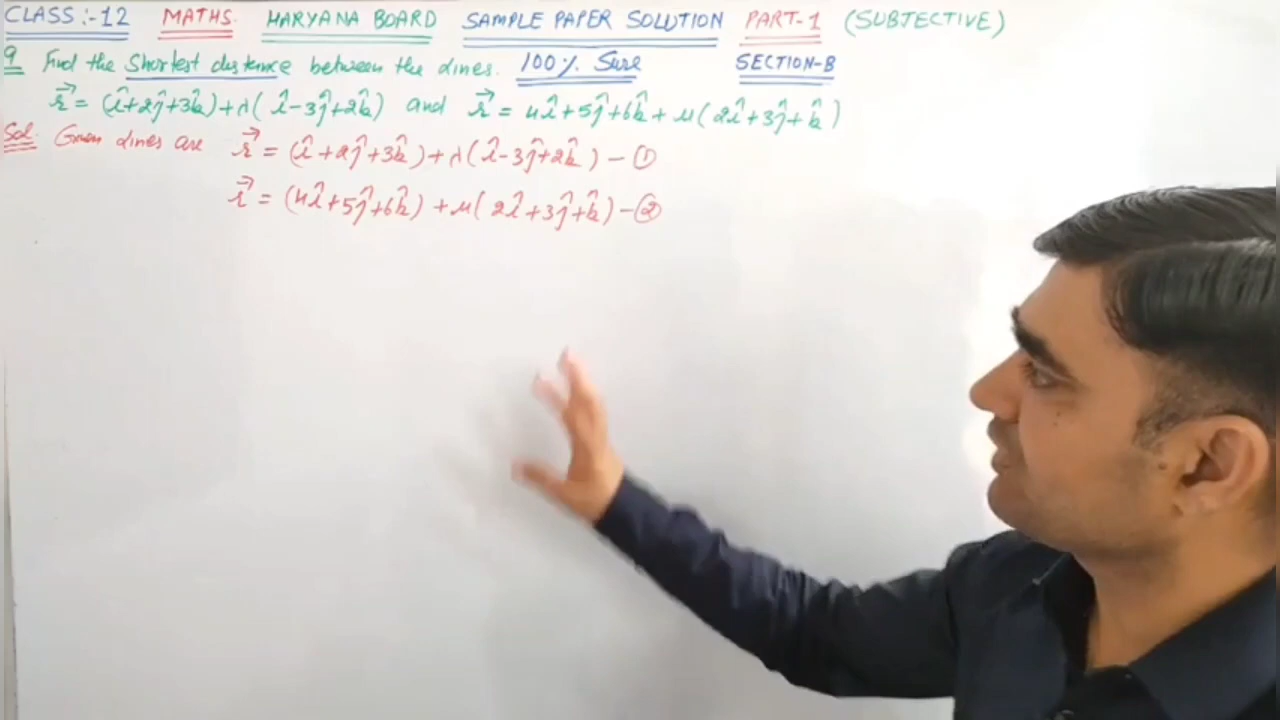 CLASS :- 12 MATHS. HARYANA BOARD SAMPLE PAPER SOLUTION PART-1 (SUBJECTIVE)
9 Find the Shortest distance between the lines. 100% Sure SECTION-B
r⃗ = (î+2ĵ+3k̂)+λ(î-3ĵ+2k̂) and r⃗ = 4î+5ĵ+6k̂+μ(2î+3ĵ+k̂)
Sol. Given lines are r⃗ = (î+2ĵ+3k̂)+λ(î-3ĵ+2k̂) – ①
r⃗ = (4î+5ĵ+6k̂)+μ(2î+3ĵ+k̂) – ②